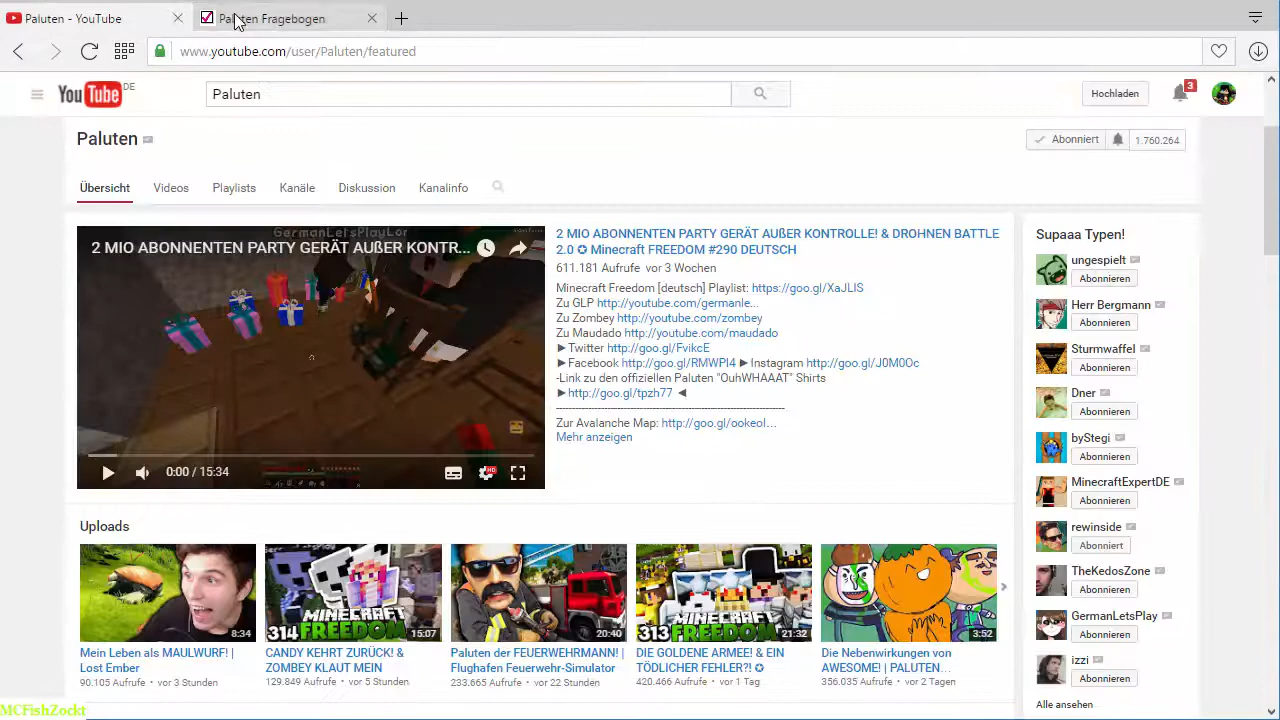 Paluten - YouTube
Paluten Fragebogen
www.youtube.com/user/Paluten/featured
YouTube DE
Paluten
Hochladen
3
Paluten
Abonniert
1.760.264
Übersicht
Videos
Playlists
Kanäle
Diskussion
Kanalinfo
GermanLetsPlayLor
2 MIO ABONNENTEN PARTY GERÄT AUßER KONTR...
0:00 / 15:34
HD
2 MIO ABONNENTEN PARTY GERÄT AUßER KONTROLLE! & DROHNEN BATTLE
2.0 ✪ Minecraft FREEDOM #290 DEUTSCH
611.181 Aufrufe vor 3 Wochen
Minecraft Freedom [deutsch] Playlist: https://goo.gl/XaJLIS
Zu GLP http://youtube.com/germanle...
Zu Zombey http://youtube.com/zombey
Zu Maudado http://youtube.com/maudado
►Twitter http://goo.gl/FvikcE
►Facebook http://goo.gl/RMWPI4 ►Instagram http://goo.gl/J0M0Oc
-Link zu den offiziellen Paluten "OuhWHAAAT" Shirts
►http://goo.gl/tpzh77 ◄
-----------------------------------------------------------------------------
Zur Avalanche Map: http://goo.gl/ookeol...
Mehr anzeigen
Supaaa Typen!
ungespielt
Abonnieren
Herr Bergmann
Abonnieren
Sturmwaffel
Abonnieren
Dner
Abonnieren
byStegi
Abonnieren
MinecraftExpertDE
Abonnieren
rewinside
Abonniert
TheKedosZone
Abonnieren
GermanLetsPlay
Abonnieren
izzi
Abonnieren
Alle ansehen
Uploads
8:34
MINECRAFT
314 FREEDOM
15:07
20:40
MINECRAFT
313 FREEDOM
21:32
3:52
Mein Leben als MAULWURF! |
Lost Ember
90.105 Aufrufe • vor 3 Stunden
CANDY KEHRT ZURÜCK! &
ZOMBEY KLAUT MEIN
129.849 Aufrufe • vor 5 Stunden
Paluten der FEUERWEHRMANN! |
Flughafen Feuerwehr-Simulator
233.665 Aufrufe • vor 22 Stunden
DIE GOLDENE ARMEE! & EIN
TÖDLICHER FEHLER?! ✪
420.466 Aufrufe • vor 1 Tag
Die Nebenwirkungen von
AWESOME! | PALUTEN...
356.035 Aufrufe • vor 2 Tagen
MCFishZockt